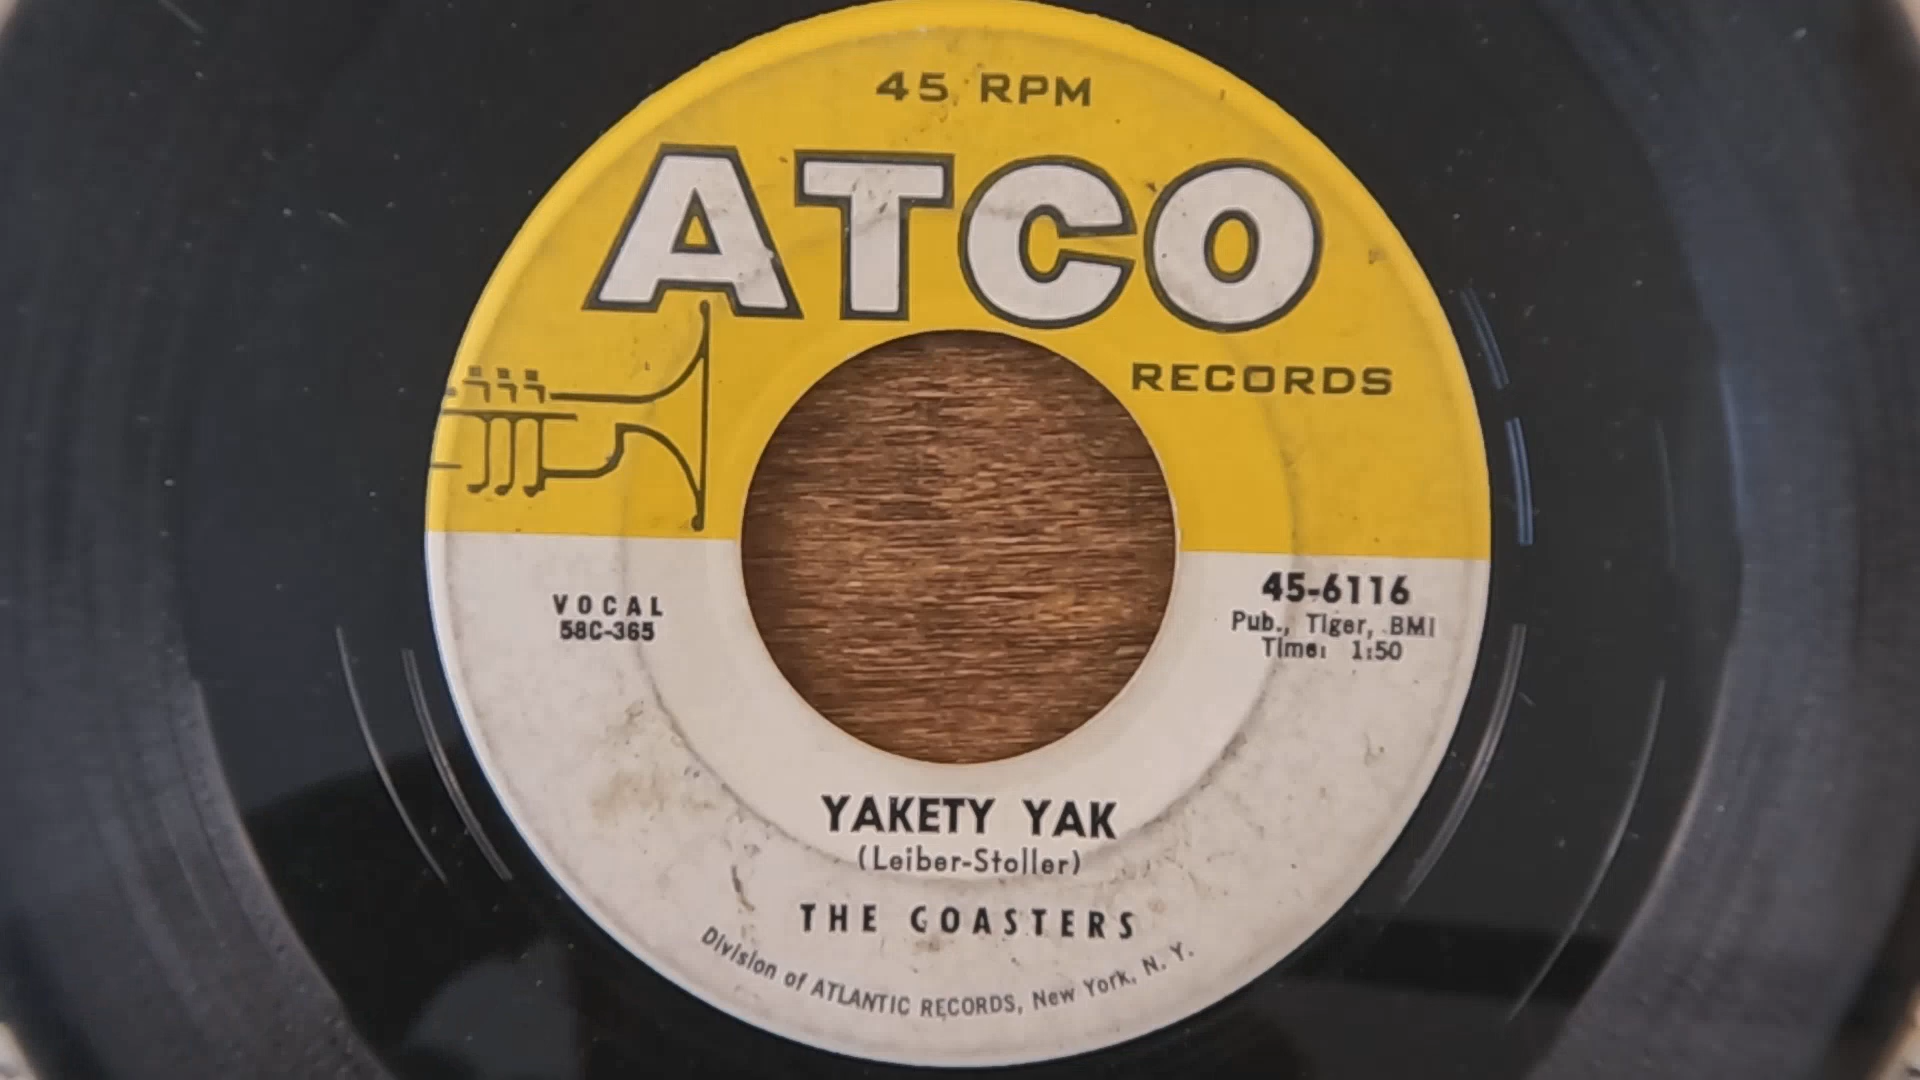 45 RPM
ATCO
RECORDS
VOCAL
58C-365
45-6116
Pub., Tiger, BMI
Time: 1:50
YAKETY YAK
(Leiber-Stoller)
THE COASTERS
Division of ATLANTIC RECORDS, New York, N. Y.